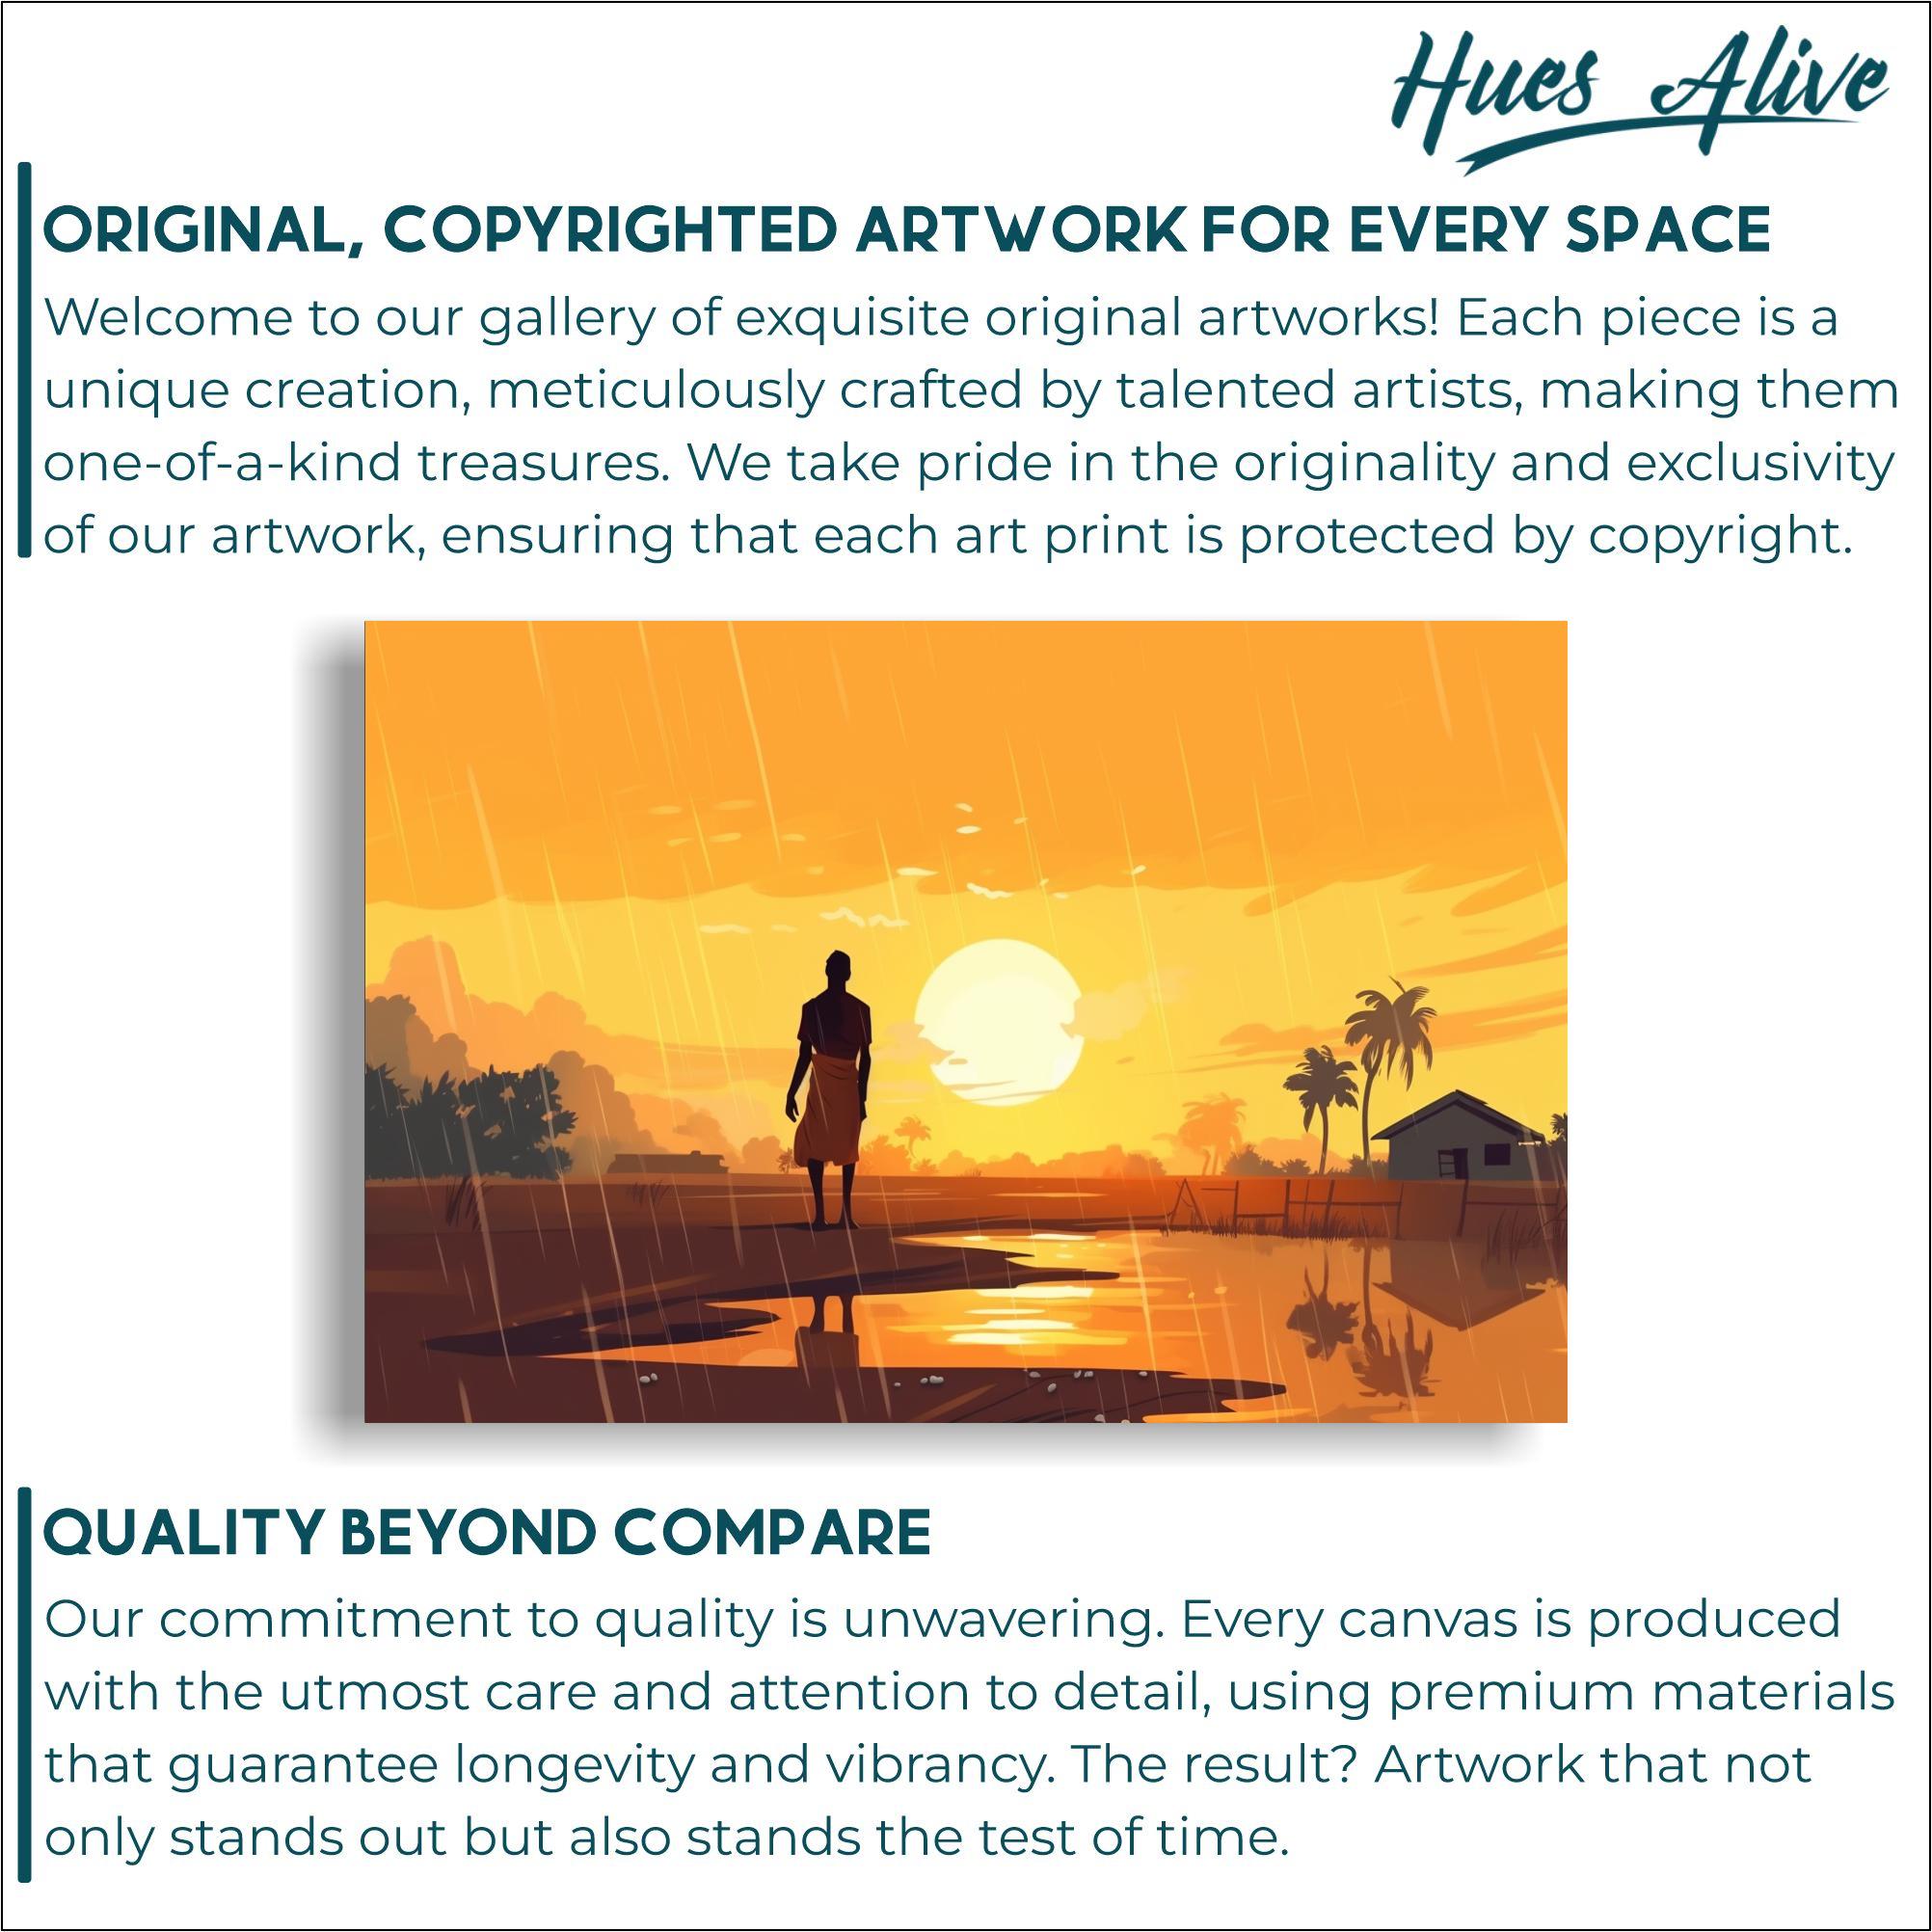 Hues Alive
ORIGINAL, COPYRIGHTED ARTWORK FOR EVERY SPACE
Welcome to our gallery of exquisite original artworks! Each piece is a
unique creation, meticulously crafted by talented artists, making them
one-of-a-kind treasures. We take pride in the originality and exclusivity
of our artwork, ensuring that each art print is protected by copyright.
QUALITY BEYOND COMPARE
Our commitment to quality is unwavering. Every canvas is produced
with the utmost care and attention to detail, using premium materials
that guarantee longevity and vibrancy. The result? Artwork that not
only stands out but also stands the test of time.